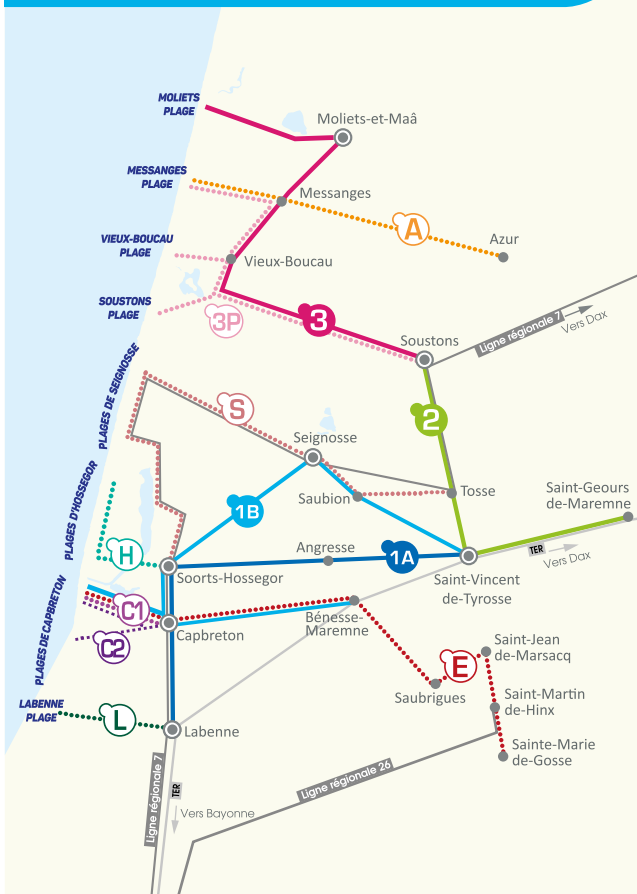 MOLIETS
PLAGE
Moliets-et-Maâ
MESSANGES
PLAGE
Messanges
A
Azur
VIEUX-BOUCAU
PLAGE
Vieux-Boucau
SOUSTONS
PLAGE
3P
3
Soustons
Ligne régionale 7
Vers Dax
PLAGES DE SEIGNOSSE
S
2
Seignosse
Saubion
Tosse
Saint-Geours
de-Maremne
PLAGES D'HOSSEGOR
1B
H
Angresse
1A
TER
Vers Dax
Soorts-Hossegor
Saint-Vincent
de-Tyrosse
PLAGES DE CAPBRETON
C1
Capbreton
Bénesse-
Maremne
C2
Saint-Jean
de-Marsacq
E
Saubrigues
Saint-Martin
de-Hinx
LABENNE
PLAGE
L
Labenne
Sainte-Marie
de-Gosse
Ligne régionale 7
TER
Ligne régionale 26
Vers Bayonne